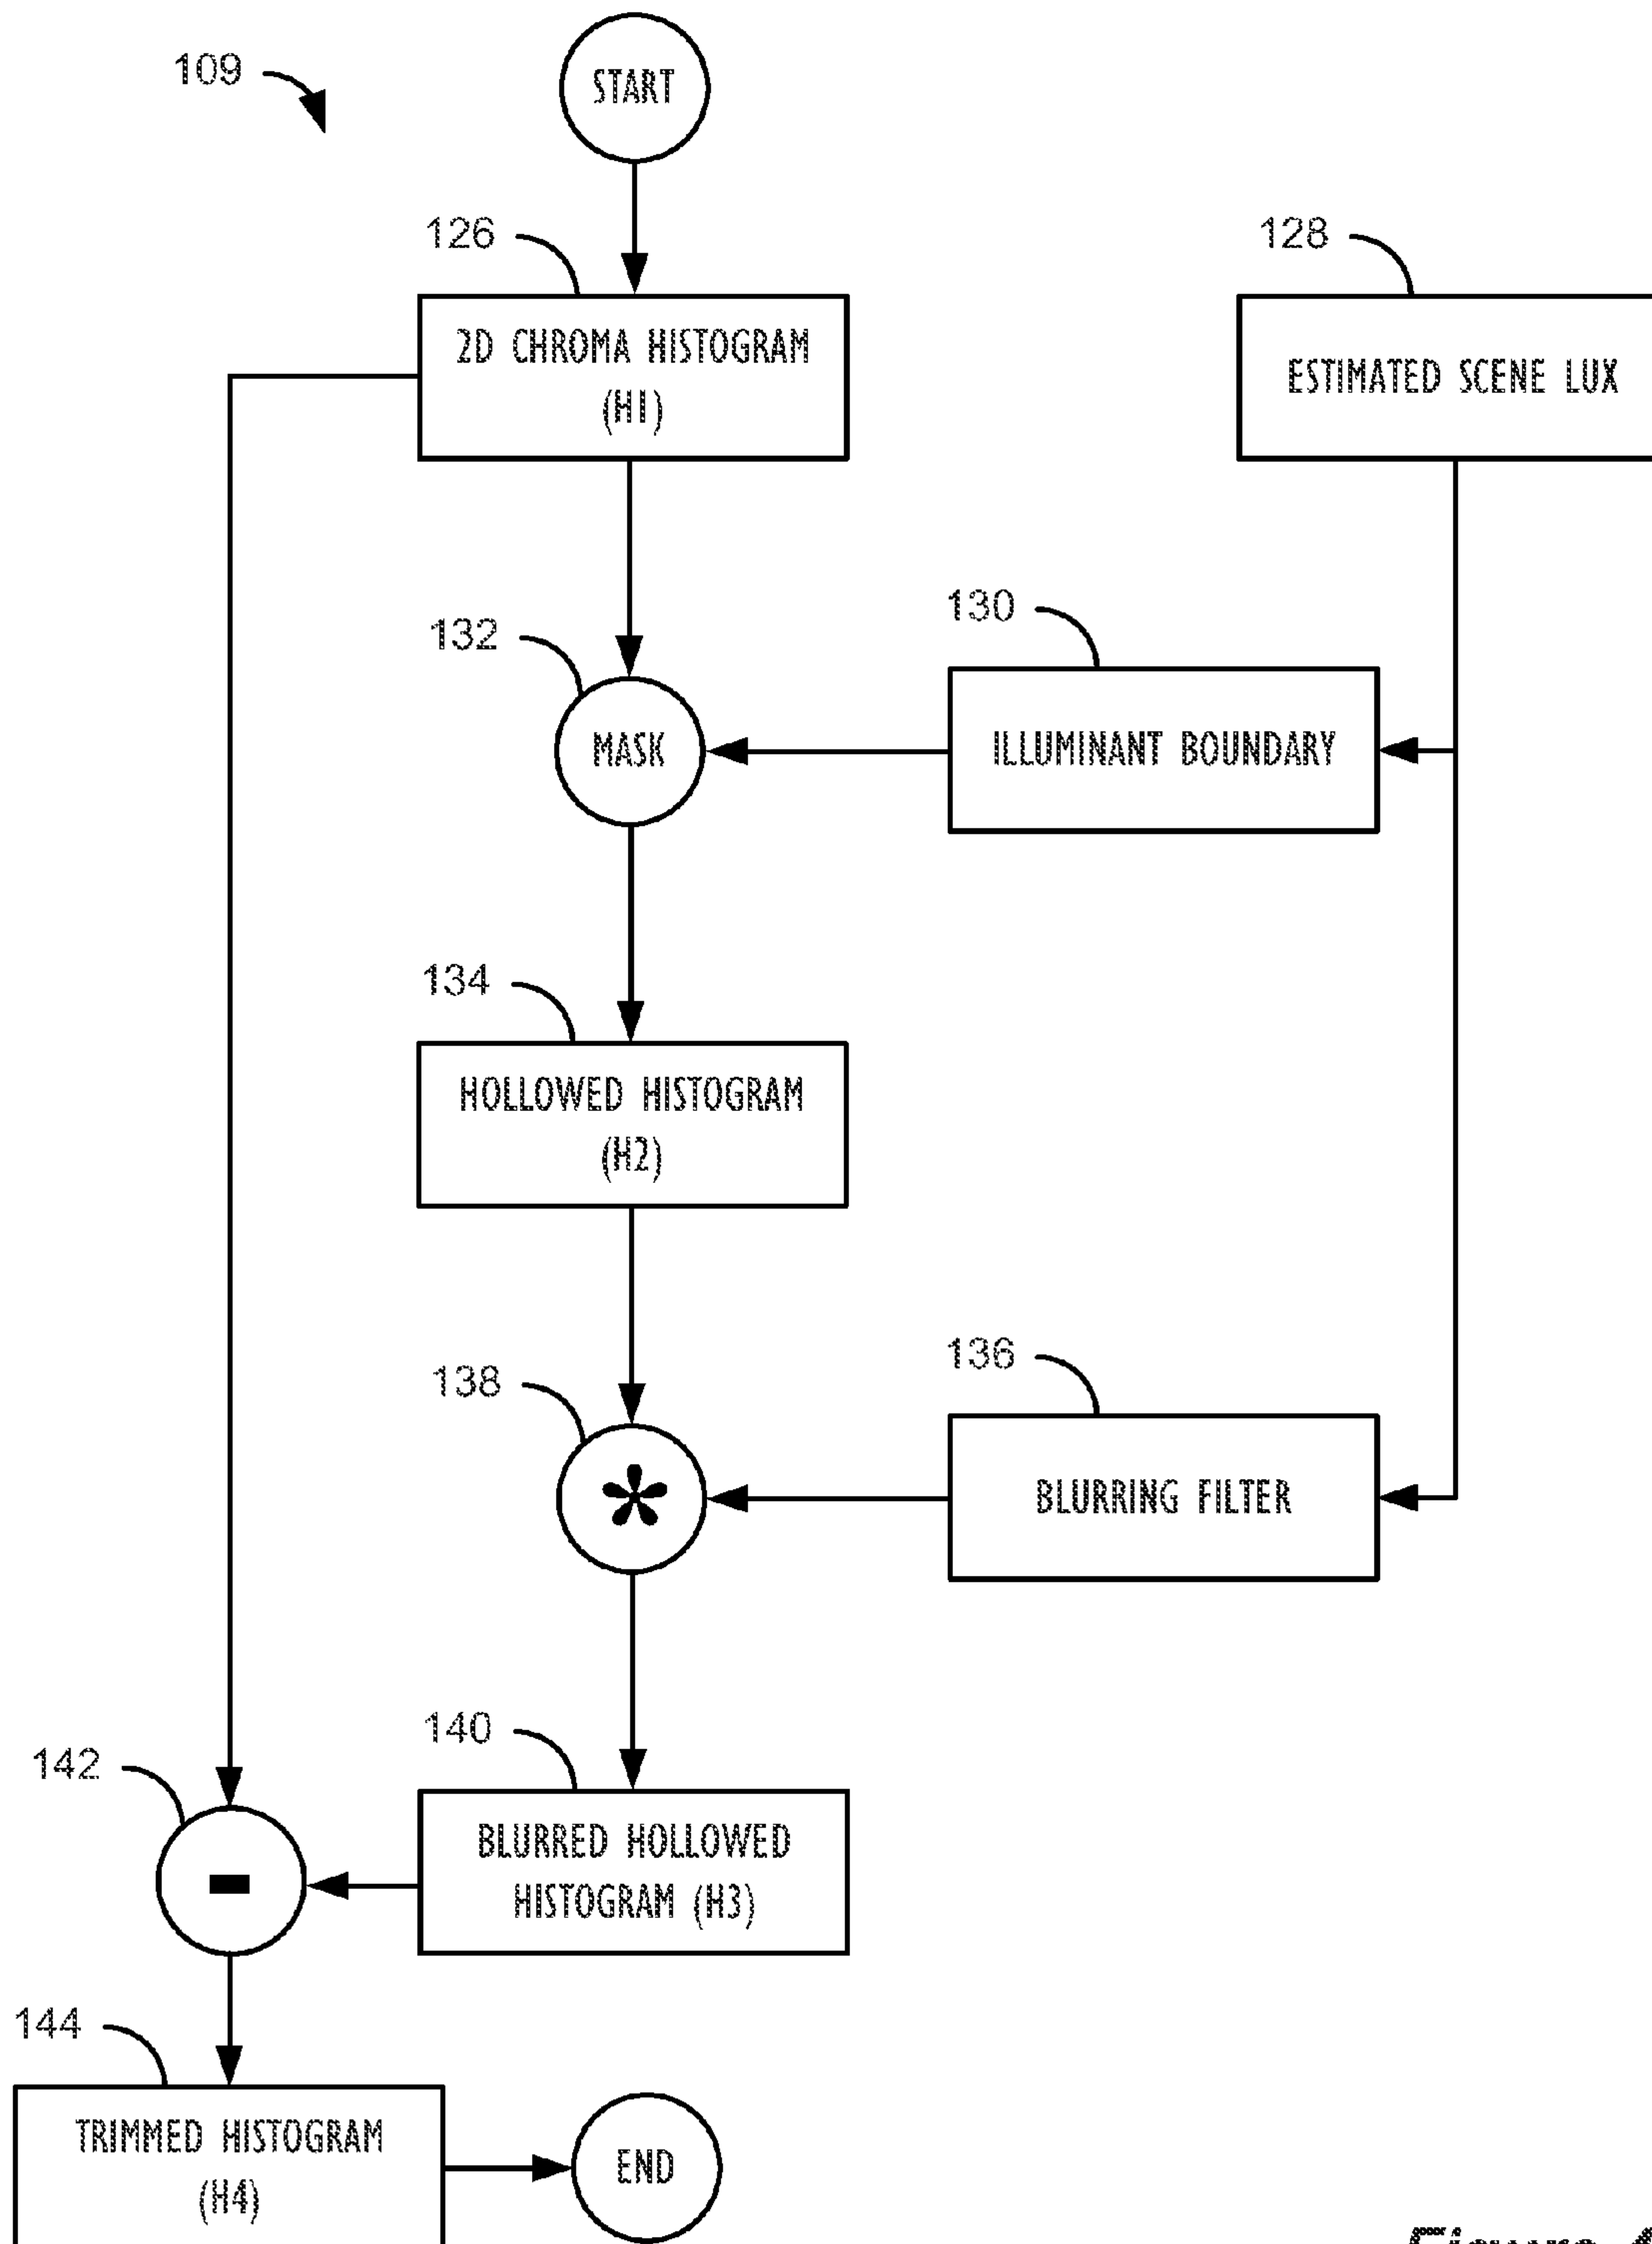 109
START
126
128
2D CHROMA HISTOGRAM
(H1)
ESTIMATED SCENE LUX
130
132
MASK
ILLUMINANT BOUNDARY
134
HOLLOWED HISTOGRAM
(H2)
136
138
*
BLURRING FILTER
140
142
BLURRED HOLLOWED
HISTOGRAM (H3)
-
144
TRIMMED HISTOGRAM
(H4)
END